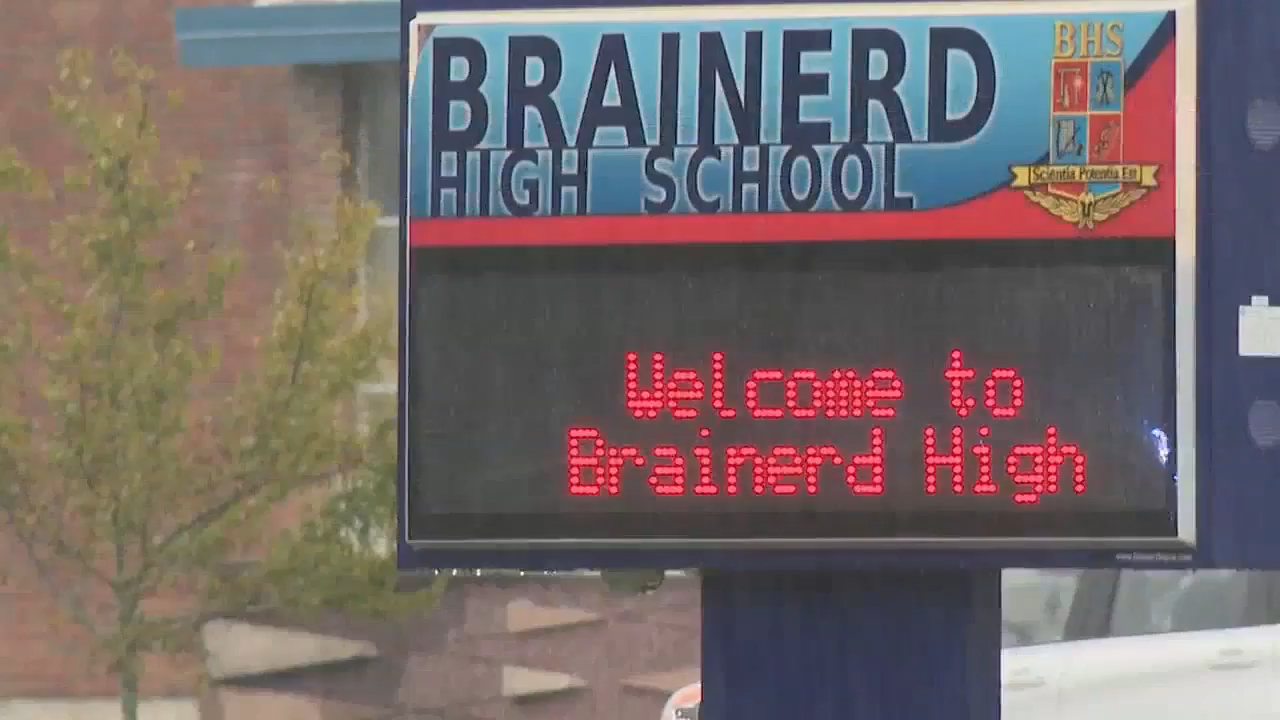 BRAINERD
HIGH SCHOOL
BHS
Scientia Potentia Est
Welcome to
Brainerd High